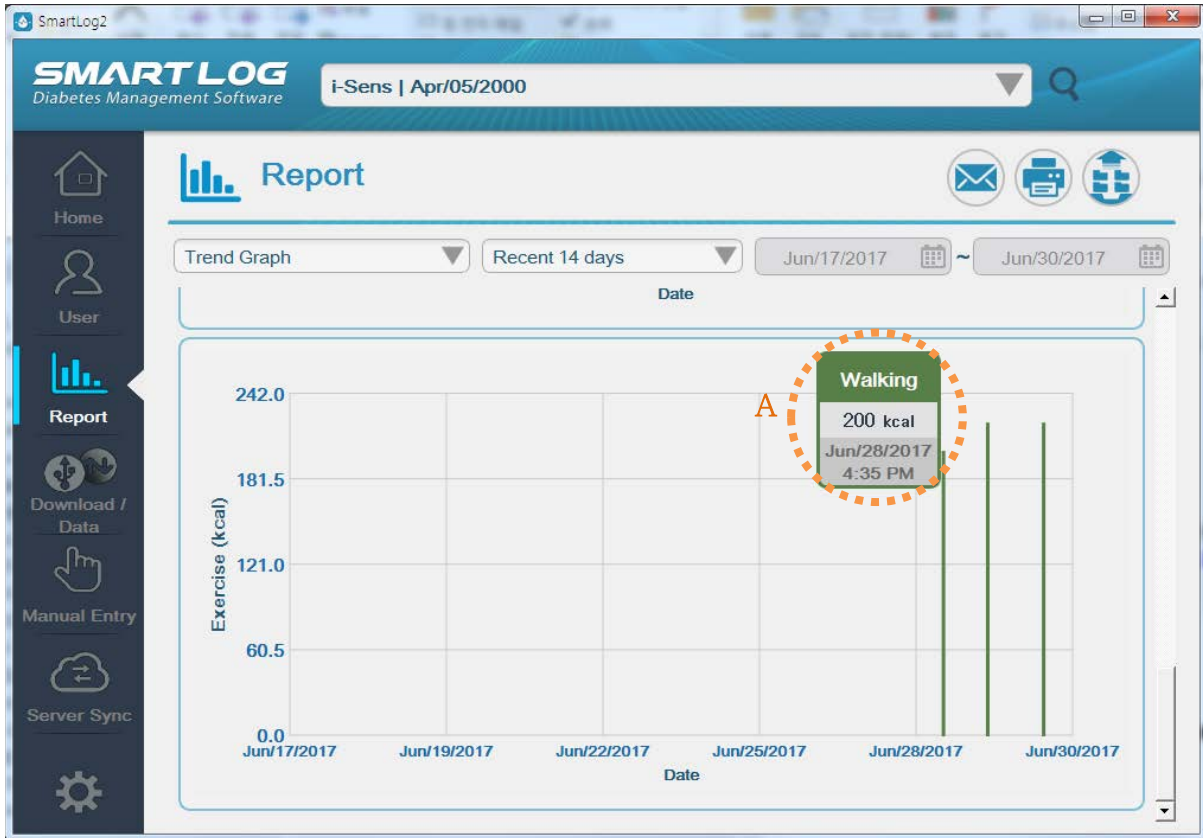 SmartLog2
SMART LOG
Diabetes Management Software
i-Sens | Apr/05/2000
Home
User
Report
Download /
Data
Manual Entry
Server Sync
Report
Trend Graph
Recent 14 days
Jun/17/2017
~
Jun/30/2017
Date
A
Walking
200 kcal
Jun/28/2017
4:35 PM
Exercise (kcal)
242.0
181.5
121.0
60.5
0.0
Jun/17/2017
Jun/19/2017
Jun/22/2017
Jun/25/2017
Jun/28/2017
Jun/30/2017
Date